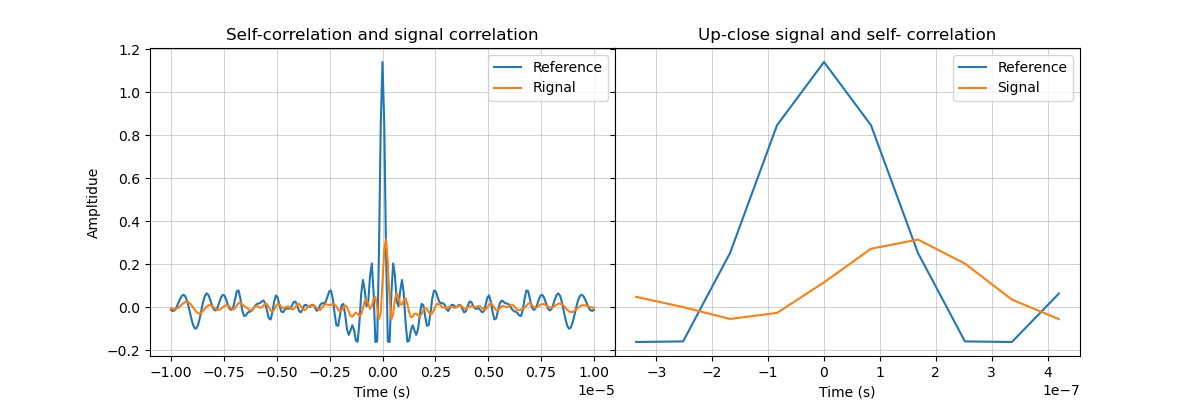 Self-correlation and signal correlation
Up-close signal and self- correlation
Reference
Rignal
Reference
Signal
1.2
1.0
0.8
0.6
0.4
0.2
0.0
−0.2
Ampltidue
−1.00 −0.75 −0.50 −0.25 0.00 0.25 0.50 0.75 1.00
1e−5
Time (s)
−3 −2 −1 0 1 2 3 4
1e−7
Time (s)